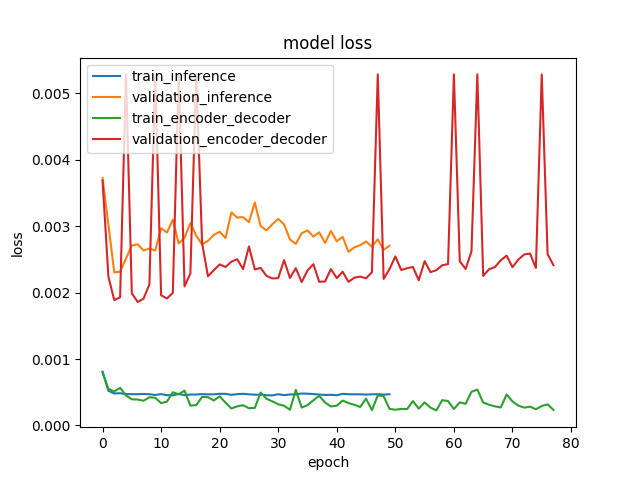 model loss
train_inference
validation_inference
train_encoder_decoder
validation_encoder_decoder
loss
0.005
0.004
0.003
0.002
0.001
0.000
0 10 20 30 40 50 60 70 80
epoch